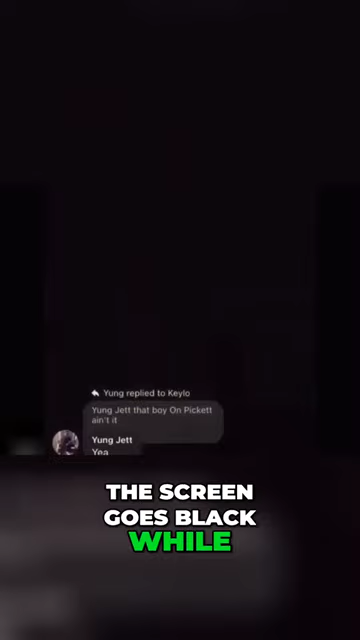 Yung replied to Keylo
Yung Jett that boy On Pickett
ain't it
Yung Jett
Yea
THE SCREEN
GOES BLACK
WHILE